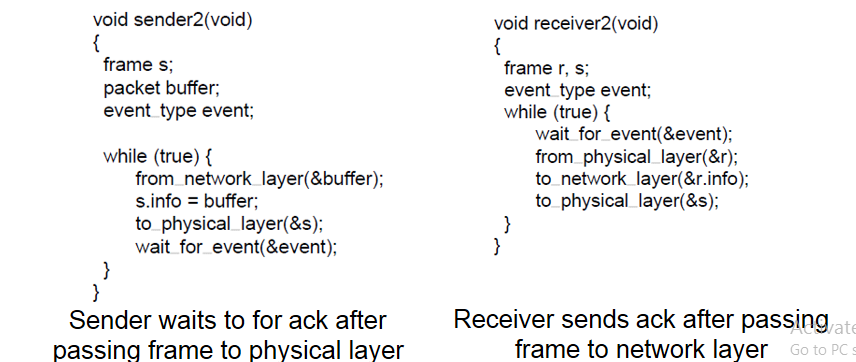 void sender2(void)
{
frame s;
packet buffer;
event_type event;
while (true) {
from_network_layer(&buffer);
s.info = buffer;
to_physical_layer(&s);
wait_for_event(&event);
}
}
Sender waits to for ack after
passing frame to physical layer
void receiver2(void)
{
frame r, s;
event_type event;
while (true) {
wait_for_event(&event);
from_physical_layer(&r);
to_network_layer(&r.info);
to_physical_layer(&s);
}
}
Receiver sends ack after passing
frame to network layer
Go to PC s